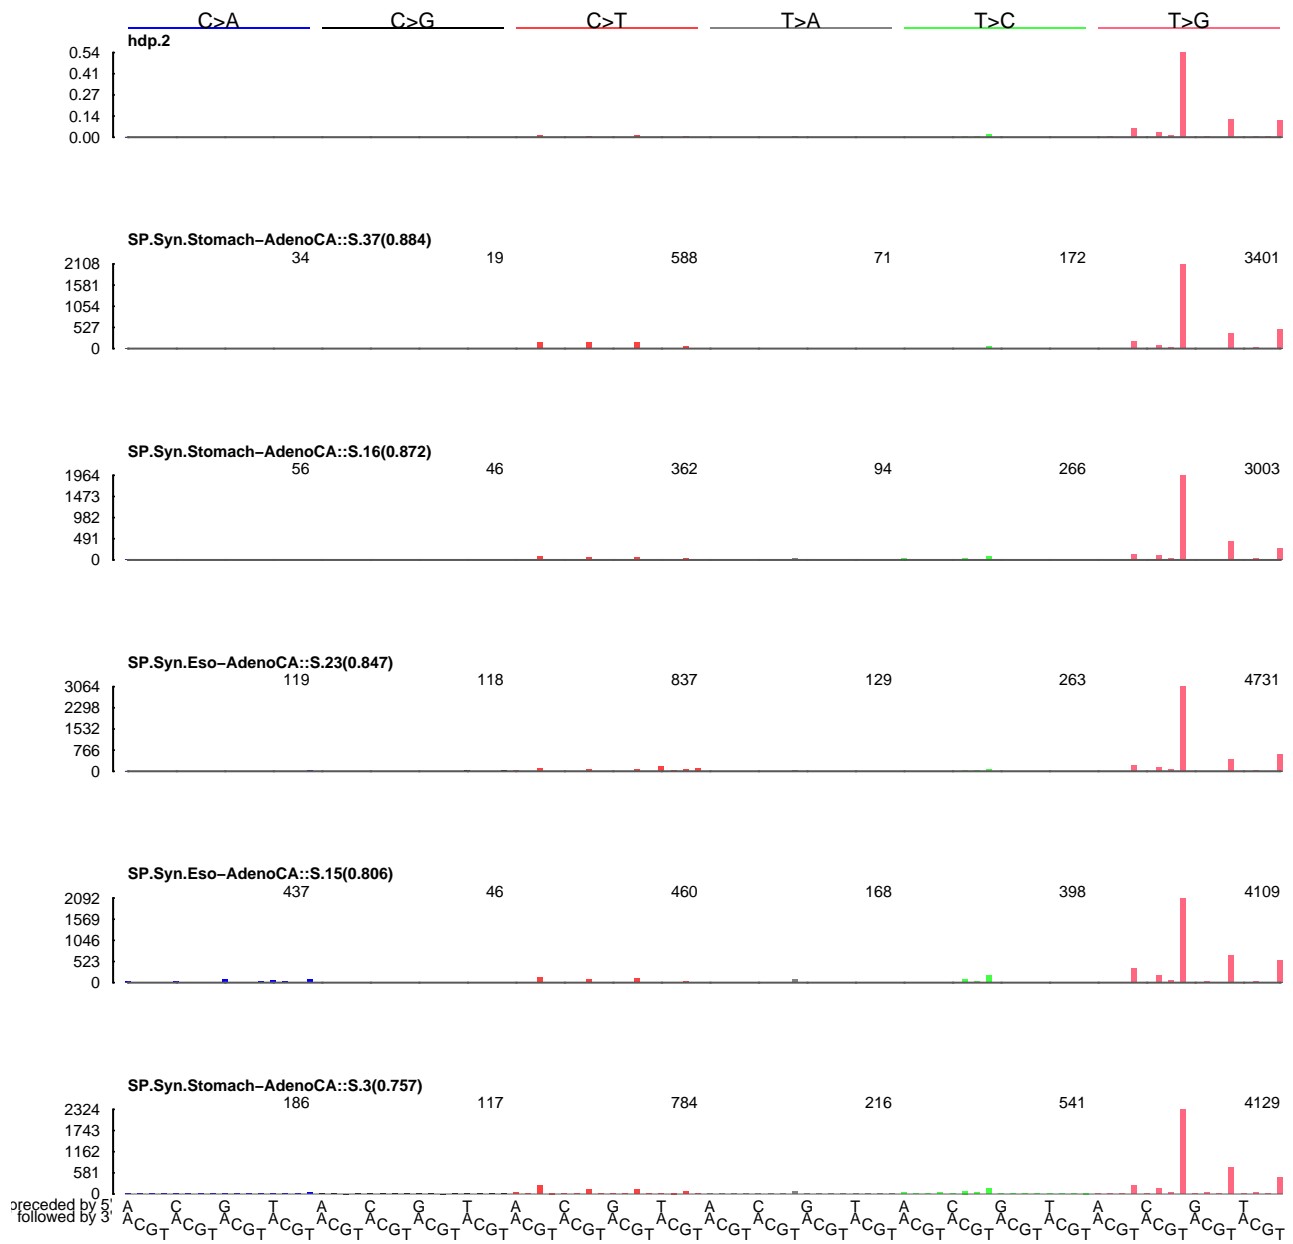 C>A C>G C>T T>A T>C T>G
hdp.2
0.54
0.41
0.27
0.14
0.00
SP.Syn.Stomach−AdenoCA::S.37(0.884)
34 19 588 71 172 3401
2108
1581
1054
527
0
SP.Syn.Stomach−AdenoCA::S.16(0.872)
56 46 362 94 266 3003
1964
1473
982
491
0
SP.Syn.Eso−AdenoCA::S.23(0.847)
119 118 837 129 263 4731
3064
2298
1532
766
0
SP.Syn.Eso−AdenoCA::S.15(0.806)
437 46 460 168 398 4109
2092
1569
1046
523
0
SP.Syn.Stomach−AdenoCA::S.3(0.757)
186 117 784 216 541 4129
2324
1743
1162
581
0
preceded by 5' A C G T A C G T A C G T A C G T A C G T A C G T
followed by 3' A C G T A C G T A C G T A C G T A C G T A C G T A C G T A C G T A C G T A C G T A C G T A C G T A C G T A C G T A C G T A C G T A C G T A C G T A C G T A C G T A C G T A C G T A C G T A C G T